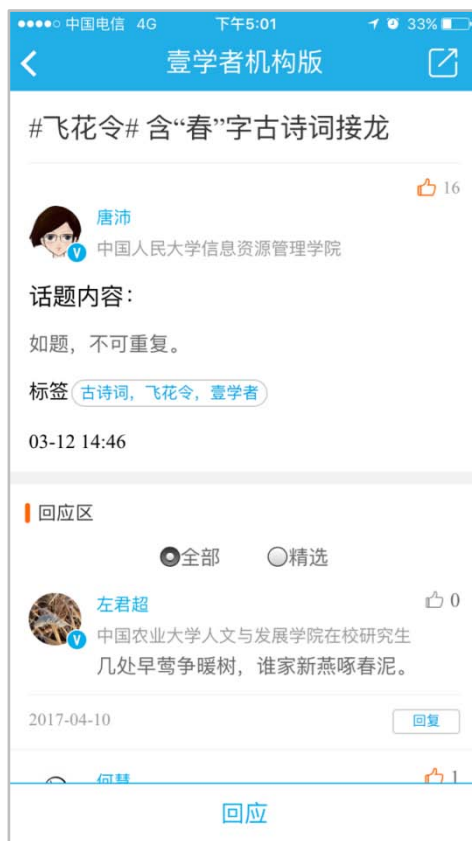 中国电信 4G 下午5:01 33%
壹学者机构版
#飞花令# 含“春”字古诗词接龙
16
唐沛
V 中国人民大学信息资源管理学院
话题内容：
如题，不可重复。
标签 古诗词，飞花令，壹学者
03-12 14:46
回应区
全部 精选
左君超 0
V 中国农业大学人文与发展学院在校研究生
几处早莺争暖树，谁家新燕啄春泥。
2017-04-10 回复
何慧 1
回应